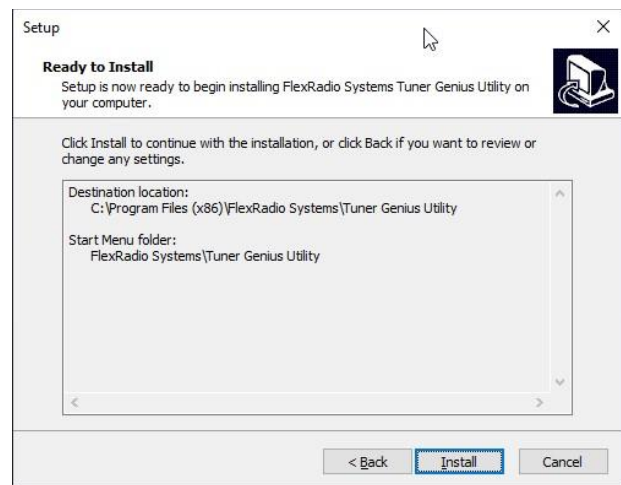 Setup
Ready to Install
Setup is now ready to begin installing FlexRadio Systems Tuner Genius Utility on
your computer.
Click Install to continue with the installation, or click Back if you want to review or
change any settings.
Destination location:
C:\Program Files (x86)\FlexRadio Systems\Tuner Genius Utility
Start Menu folder:
FlexRadio Systems\Tuner Genius Utility
< Back Install Cancel